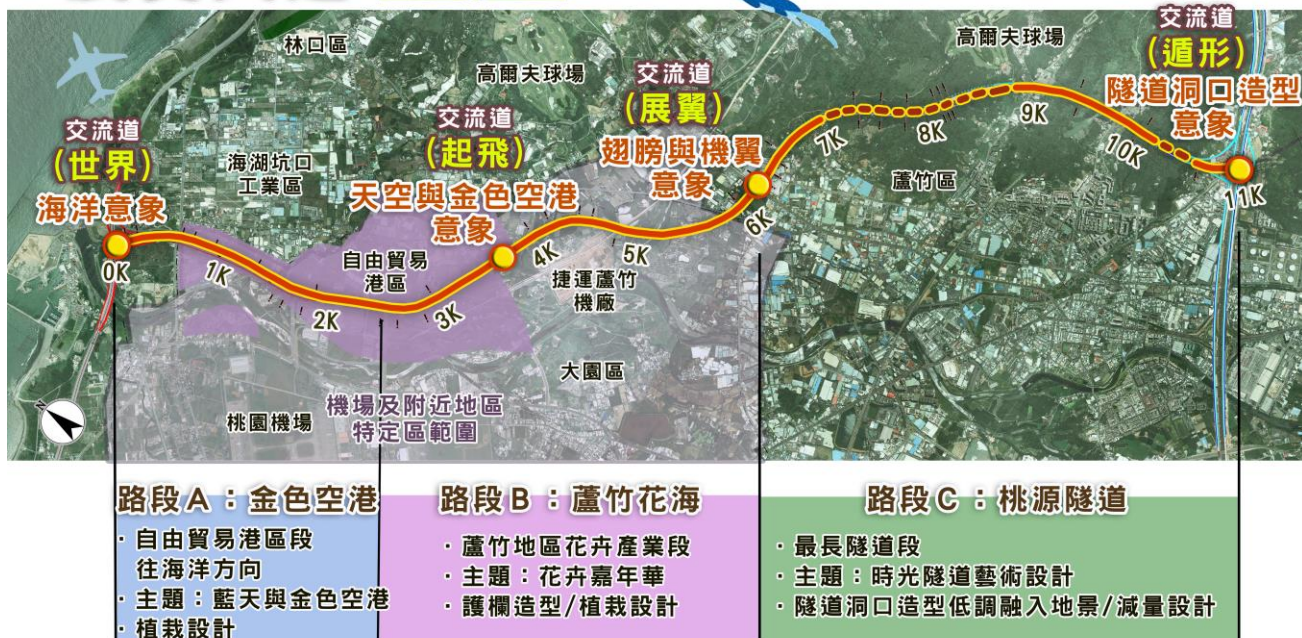 林口區
高爾夫球場
高爾夫球場
交流道
(遁形)
隧道洞口造型
意象
交流道
(展翼)
翅膀與機翼
意象
交流道
(起飛)
天空與金色空港
意象
交流道
(世界)
海洋意象
海湖坑口
工業區
蘆竹區
自由貿易
港區
捷運蘆竹
機廠
大園區
桃園機場
機場及附近地區
特定區範圍
0K
1K
2K
3K
4K
5K
6K
7K
8K
9K
10K
11K
N
路段A：金色空港
· 自由貿易港區段
往海洋方向
· 主題：藍天與金色空港
· 植栽設計
路段B：蘆竹花海
· 蘆竹地區花卉產業段
· 主題：花卉嘉年華
· 護欄造型/植栽設計
路段C：桃源隧道
· 最長隧道段
· 主題：時光隧道藝術設計
· 隧道洞口造型低調融入地景/減量設計